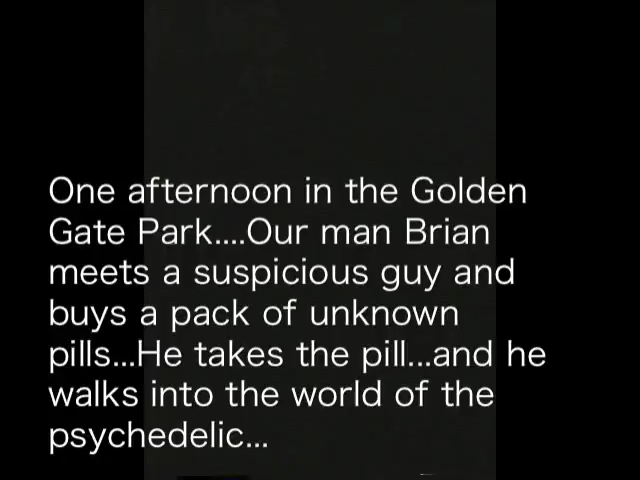 One afternoon in the Golden
Gate Park....Our man Brian
meets a suspicious guy and
buys a pack of unknown
pills...He takes the pill...and he
walks into the world of the
psychedelic...